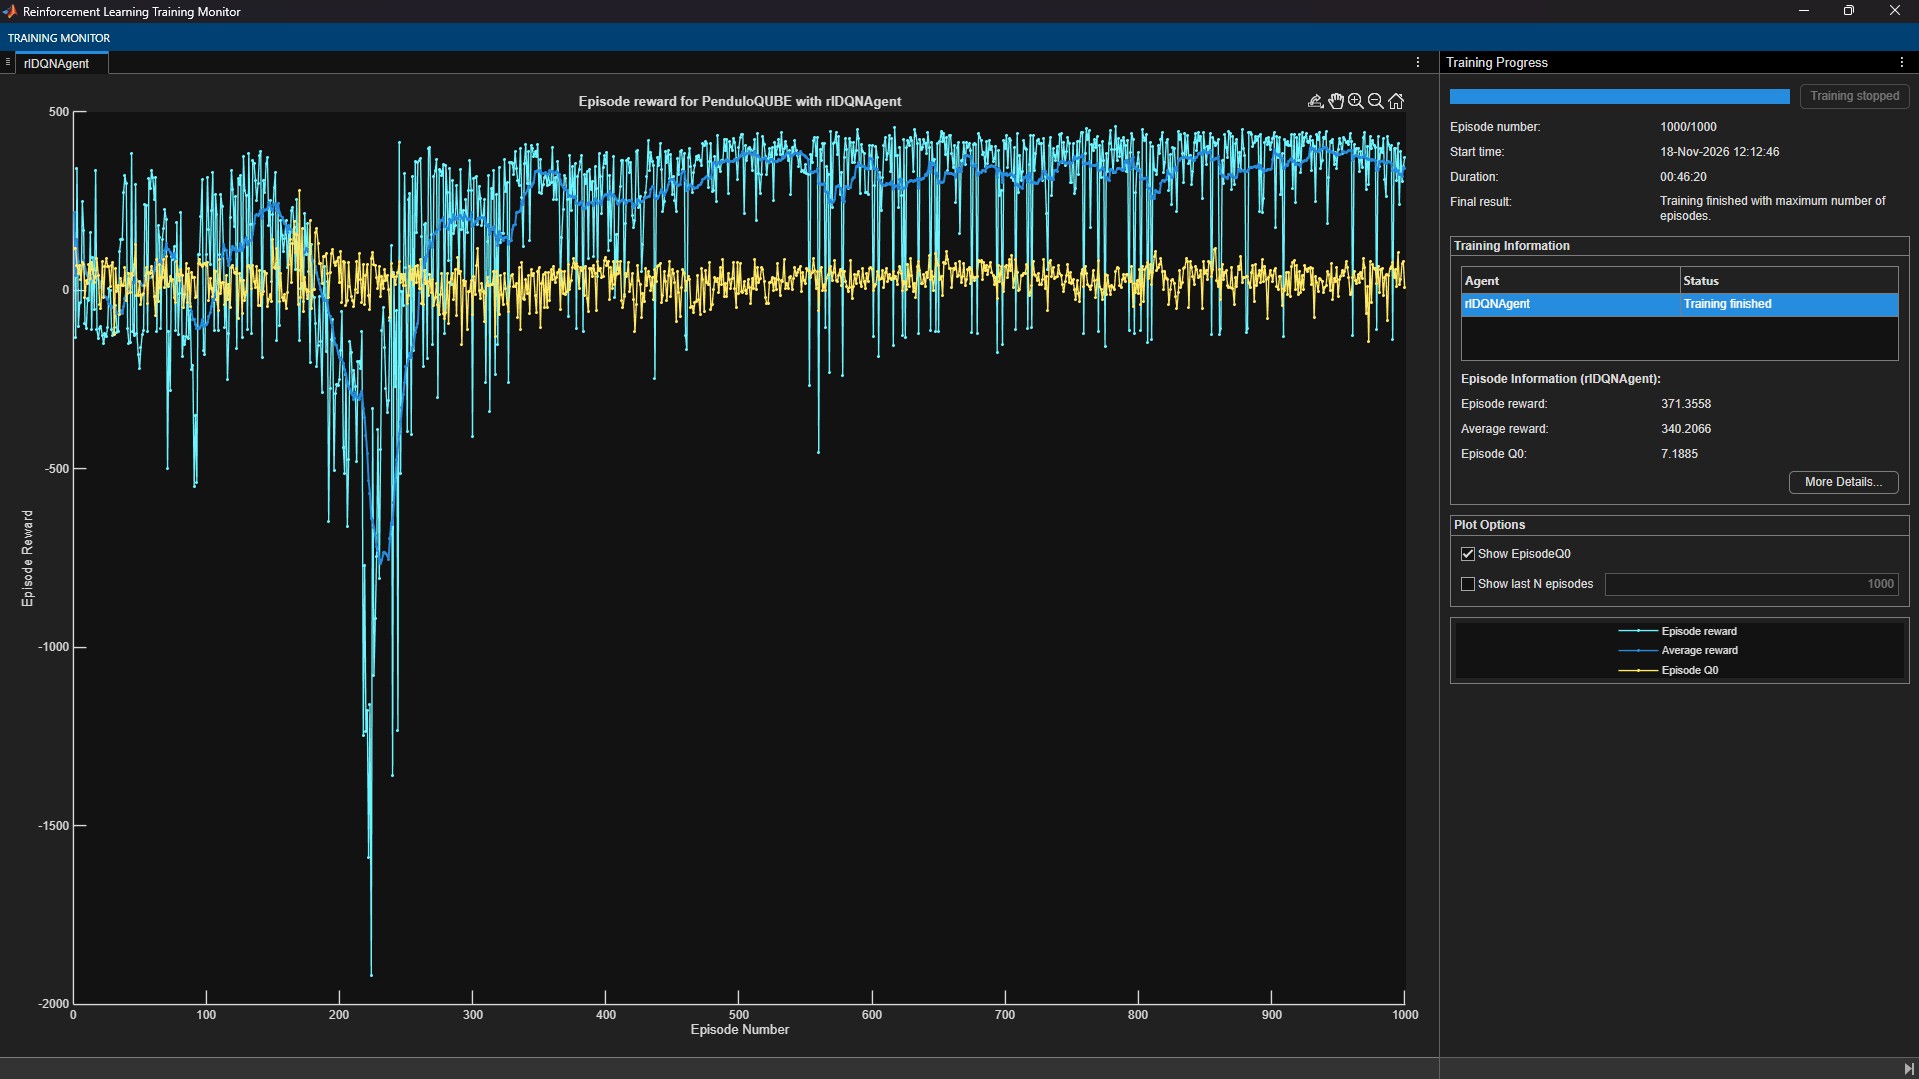 Reinforcement Learning Training Monitor
TRAINING MONITOR
rlDQNAgent
Episode reward for PenduloQUBE with rlDQNAgent
500
0
-500
-1000
-1500
-2000
Episode Reward
0 100 200 300 400 500 600 700 800 900 1000
Episode Number
Training Progress
Training stopped
Episode number: 1000/1000
Start time: 18-Nov-2026 12:12:46
Duration: 00:46:20
Final result: Training finished with maximum number of
episodes.
Training Information
Agent Status
rlDQNAgent Training finished
Episode Information (rlDQNAgent):
Episode reward: 371.3558
Average reward: 340.2066
Episode Q0: 7.1885
More Details...
Plot Options
Show EpisodeQ0
Show last N episodes 1000
Episode reward
Average reward
Episode Q0